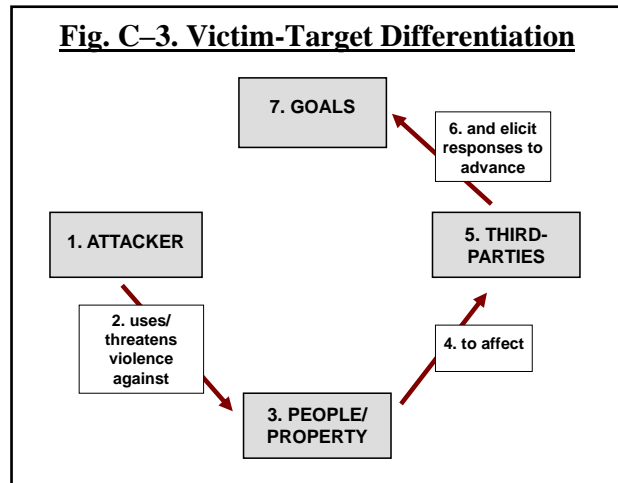 Fig. C–3. Victim-Target Differentiation
7. GOALS
6. and elicit
responses to
advance
1. ATTACKER
5. THIRD-
PARTIES
2. uses/
threatens
violence
against
4. to affect
3. PEOPLE/
PROPERTY